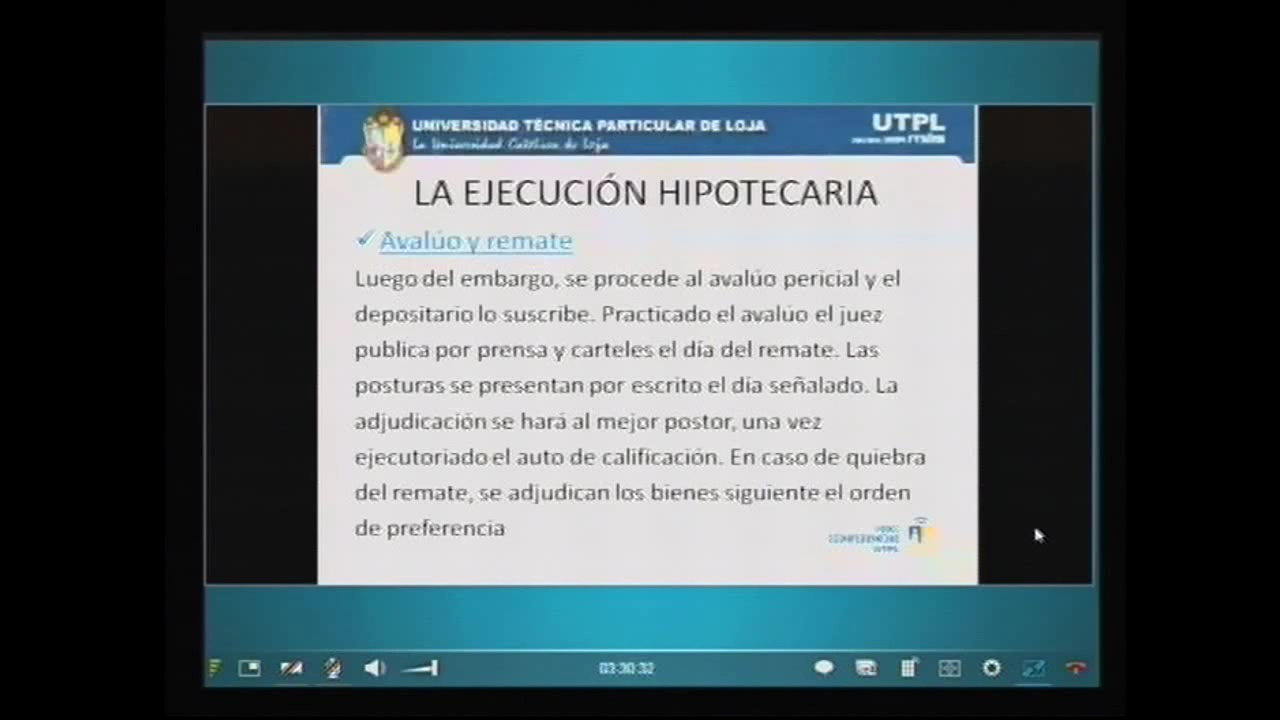 UNIVERSIDAD TÉCNICA PARTICULAR DE LOJA
La Universidad Católica de Loja
UTPL
LA EJECUCIÓN HIPOTECARIA
✓ Avalúo y remate
Luego del embargo, se procede al avalúo pericial y el
depositario lo suscribe. Practicado el avalúo el juez
publica por prensa y carteles el día del remate. Las
posturas se presentan por escrito el día señalado. La
adjudicación se hará al mejor postor, una vez
ejecutoriado el auto de calificación. En caso de quiebra
del remate, se adjudican los bienes siguiente el orden
de preferencia
CONFERENCIAS
UTPL
03:30:32